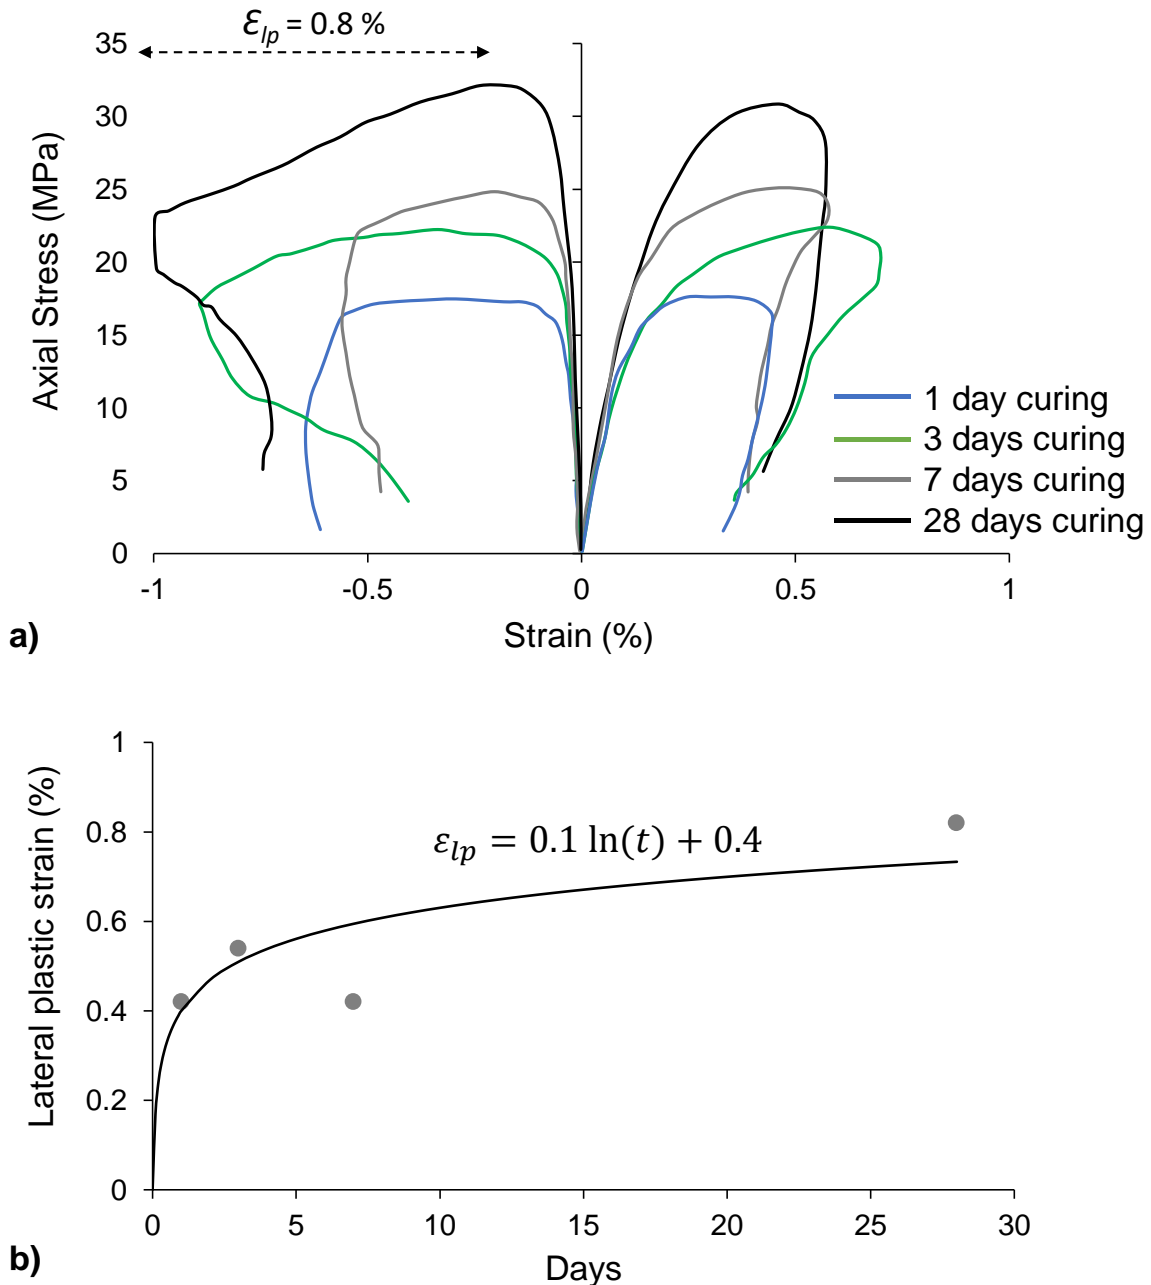 Ɛlp = 0.8 %
35
30
25
20
15
10
5
0
Axial Stress (MPa)
1 day curing
3 days curing
7 days curing
28 days curing
-1 -0.5 0 0.5 1
Strain (%)
a)
1
0.8
0.6
0.4
0.2
0
Lateral plastic strain (%)
εlp = 0.1 ln(t) + 0.4
0 5 10 15 20 25 30
Days
b)